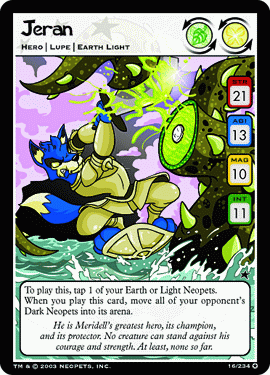 Jeran
HERO | LUPE | EARTH LIGHT
STR
21
AGI
13
MAG
10
INT
11
To play this, tap 1 of your Earth or Light Neopets.
When you play this card, move all of your opponent's
Dark Neopets into its arena.
He is Meridell's greatest hero, its champion,
and its protector. No creature can stand against his
courage and strength. At least, none so far.
TM & © 2003 NEOPETS, INC.
16/234